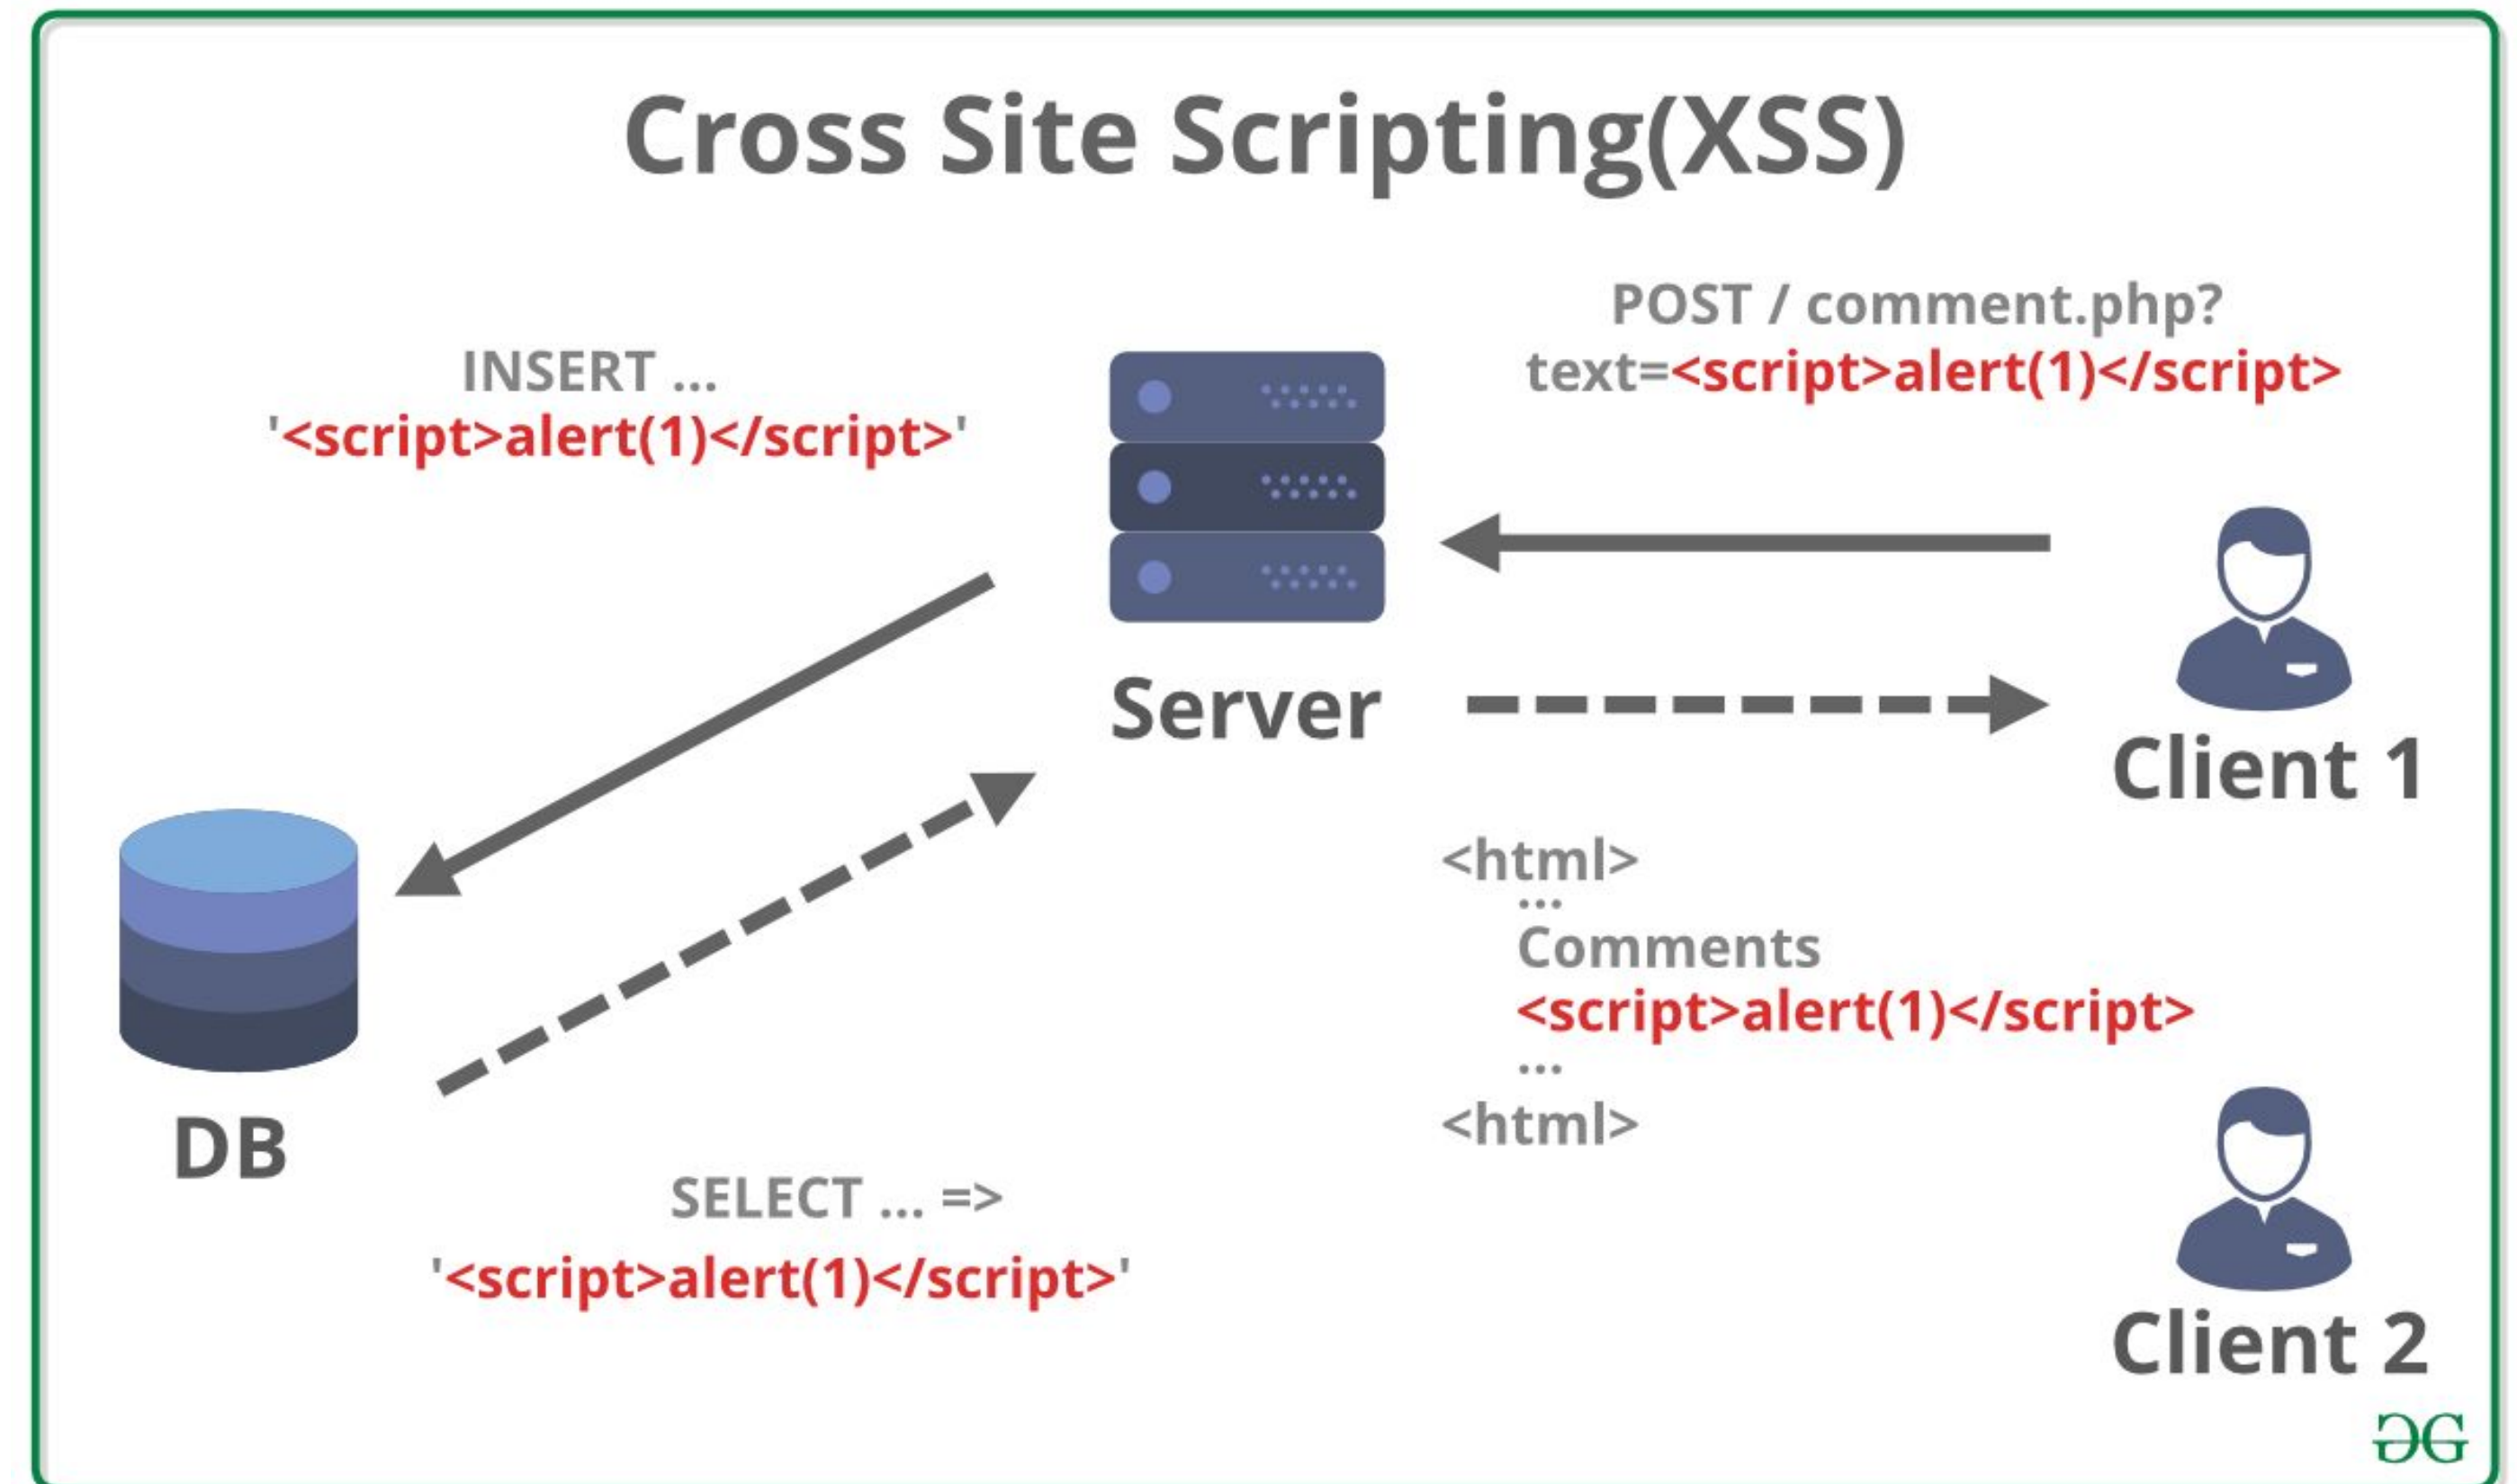 Cross Site Scripting(XSS)
POST / comment.php?
text=<script>alert(1)</script>
INSERT ...
'<script>alert(1)</script>'
Server
Client 1
<html>
...
Comments
<script>alert(1)</script>
...
<html>
DB
SELECT ... =>
'<script>alert(1)</script>'
Client 2